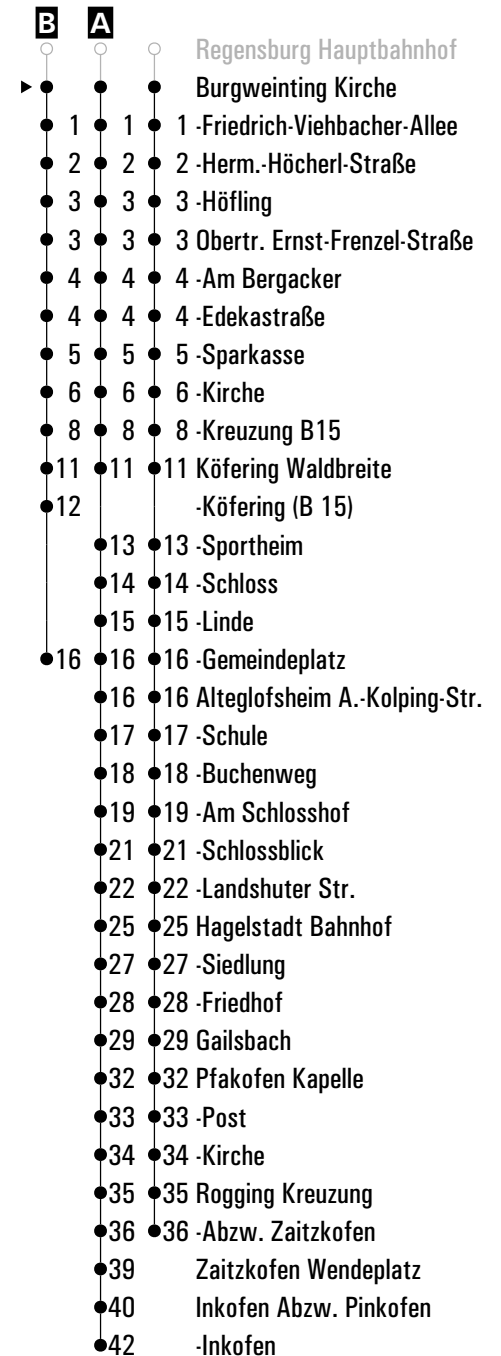 B A
Regensburg Hauptbahnhof
Burgweinting Kirche
1 1 1 -Friedrich-Viehbacher-Allee
2 2 2 -Herm.-Höcherl-Straße
3 3 3 -Höfling
3 3 3 Obertr. Ernst-Frenzel-Straße
4 4 4 -Am Bergacker
4 4 4 -Edekastraße
5 5 5 -Sparkasse
6 6 6 -Kirche
8 8 8 -Kreuzung B15
11 11 11 Köfering Waldbreite
12 -Köfering (B 15)
13 13 -Sportheim
14 14 -Schloss
15 15 -Linde
16 16 16 -Gemeindeplatz
16 16 Alteglofsheim A.-Kolping-Str.
17 17 -Schule
18 18 -Buchenweg
19 19 -Am Schlosshof
21 21 -Schlossblick
22 22 -Landshuter Str.
25 25 Hagelstadt Bahnhof
27 27 -Siedlung
28 28 -Friedhof
29 29 Gailsbach
32 32 Pfakofen Kapelle
33 33 -Post
34 34 -Kirche
35 35 Rogging Kreuzung
36 36 -Abzw. Zaitzkofen
39 Zaitzkofen Wendeplatz
40 Inkofen Abzw. Pinkofen
42 -Inkofen